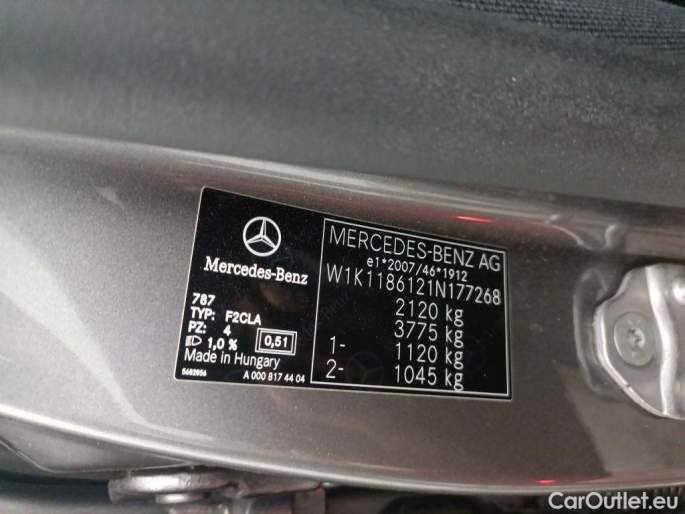 Mercedes-Benz
787
TYP: F2CLA
PZ: 4
1,0 % 0,51
Made in Hungary
5682856
A 000 817 44 04
MERCEDES-BENZ AG
e1*2007/46*1912
W1K1186121N177268
2120 kg
3775 kg
1- 1120 kg
2- 1045 kg
CarOutlet.eu